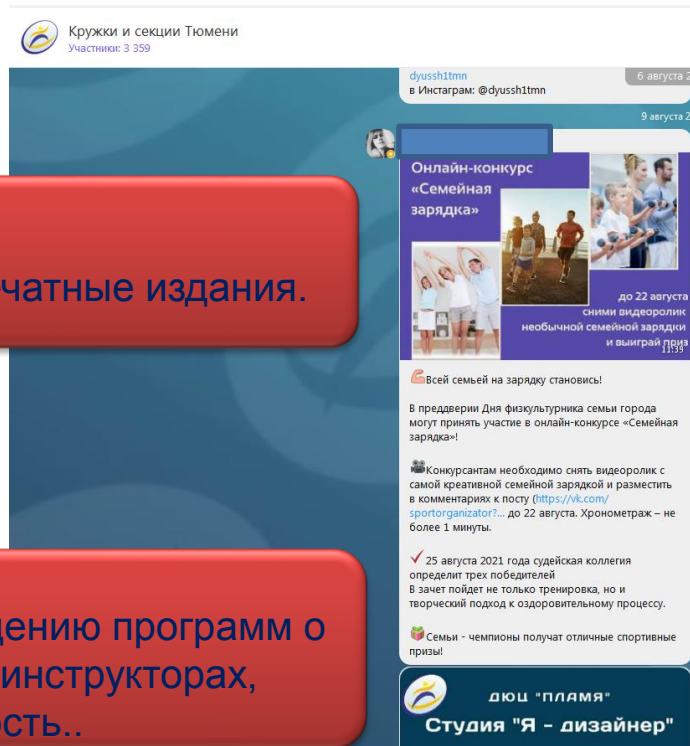 Кружки и секции Тюмени
Участники: 3 359
dyussh1tmn
в Инстаграм: @dyussh1tmn
6 августа 2
9 августа 2
Онлайн-конкурс
«Семейная
зарядка»
до 22 августа
сними видеоролик
необычной семейной зарядки
и выиграй приз
11:39
чатные издания.
Всей семьей на зарядку становись!
В преддверии Дня физкультурника семьи города
могут принять участие в онлайн-конкурсе «Семейная
зарядка»!
Конкурсантам необходимо снять видеоролик с
самой креативной семейной зарядкой и разместить
в комментариях к посту (https://vk.com/
sportorganizator?... до 22 августа. Хронометраж – не
более 1 минуты.
25 августа 2021 года судейская коллегия
определит трех победителей
В зачет пойдет не только тренировка, но и
творческий подход к оздоровительному процессу.
Семьи - чемпионы получат отличные спортивные
призы!
дению программ о
инструкторах,
ость..
ДЮЦ "ПЛАМЯ"
Студия "Я - дизайнер"